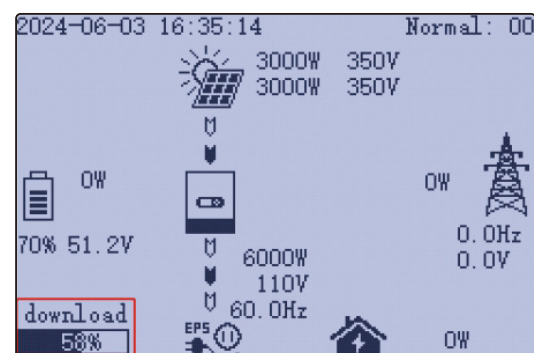 2024-06-03 16:35:14 Normal: 00
3000W 350V
3000W 350V
0W
0W
70% 51.2V
0.0Hz
0.0V
6000W
110V
60.0Hz
download
58%
EPS
0W